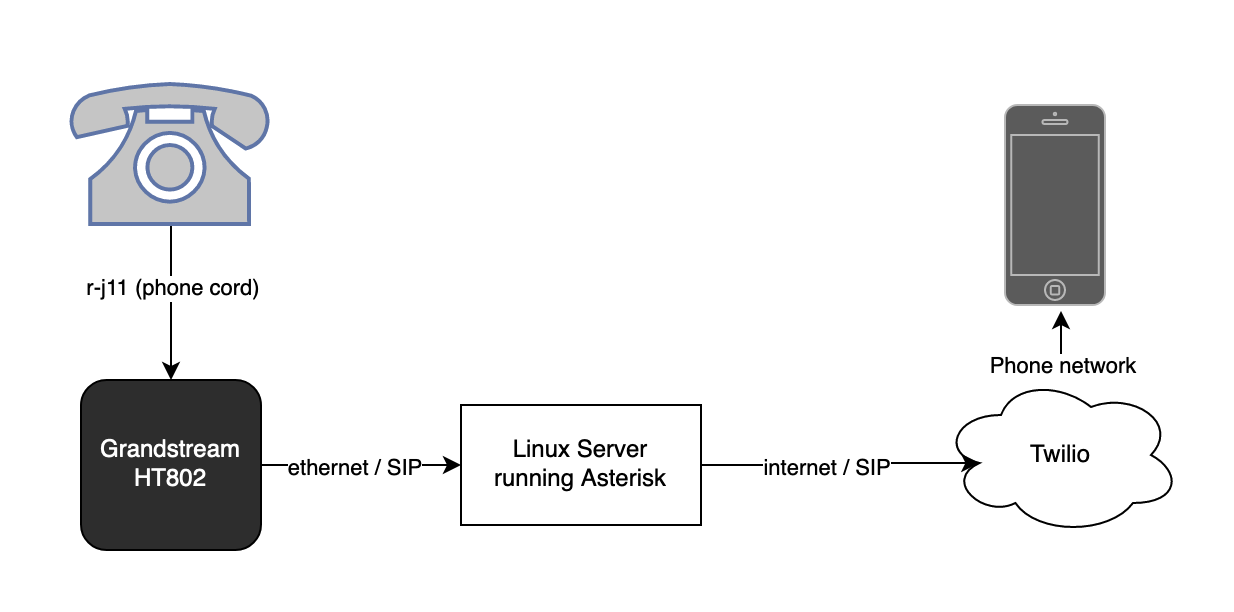 r-j11 (phone cord)
Grandstream
HT802
ethernet / SIP
Linux Server
running Asterisk
internet / SIP
Twilio
Phone network